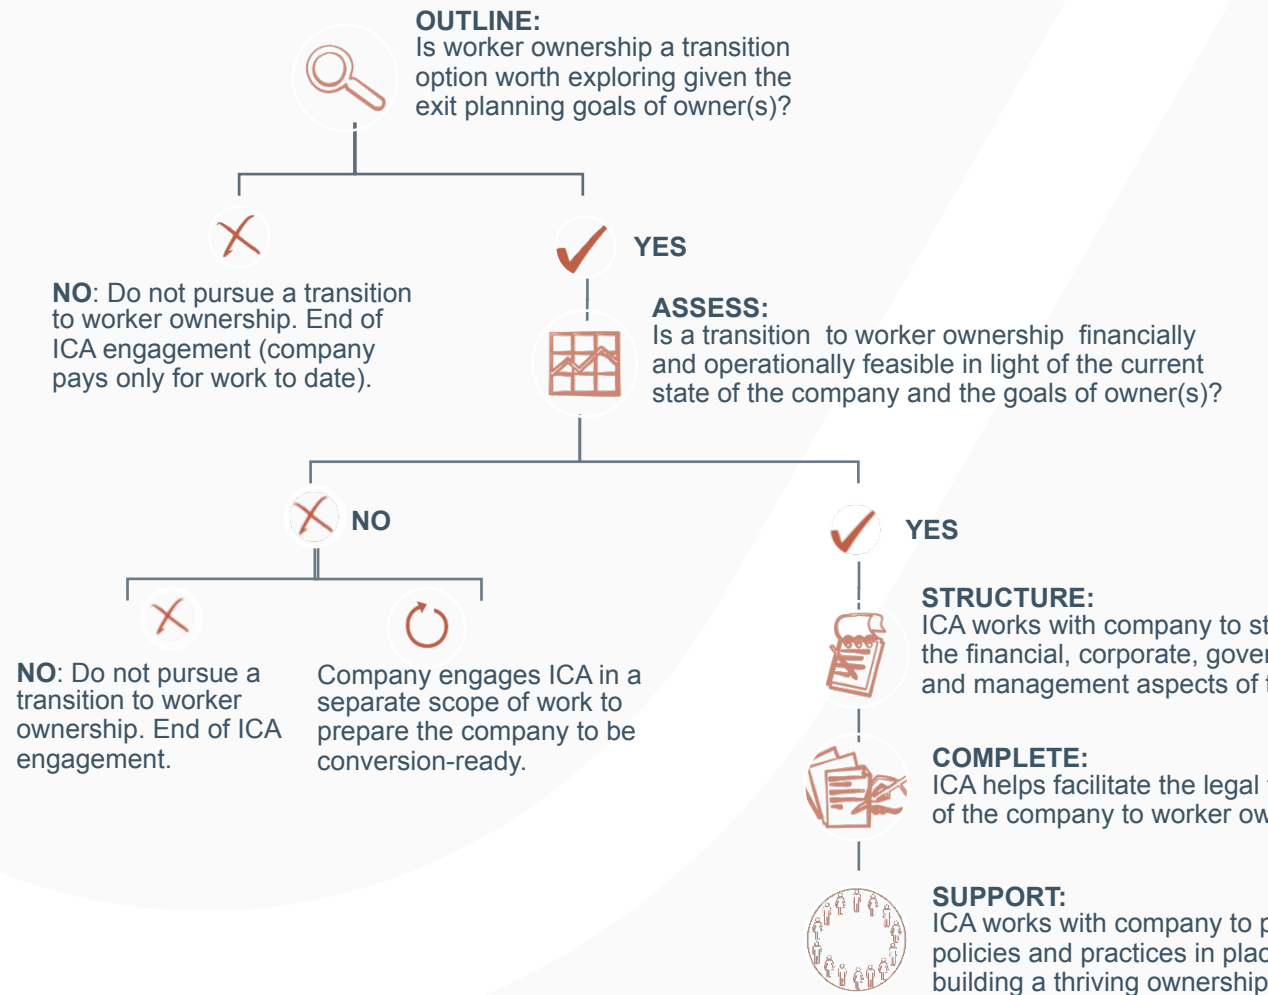 OUTLINE:
Is worker ownership a transition
option worth exploring given the
exit planning goals of owner(s)?
YES
NO: Do not pursue a transition
to worker ownership. End of
ICA engagement (company
pays only for work to date).
ASSESS:
Is a transition to worker ownership financially
and operationally feasible in light of the current
state of the company and the goals of owner(s)?
NO
YES
NO: Do not pursue a
transition to worker
ownership. End of ICA
engagement.
Company engages ICA in a
separate scope of work to
prepare the company to be
conversion-ready.
STRUCTURE:
ICA works with company to
the financial, corporate,
and management aspects of
COMPLETE:
ICA helps facilitate the legal
of the company to worker
SUPPORT:
ICA works with company to
policies and practices in
building a thriving ownership